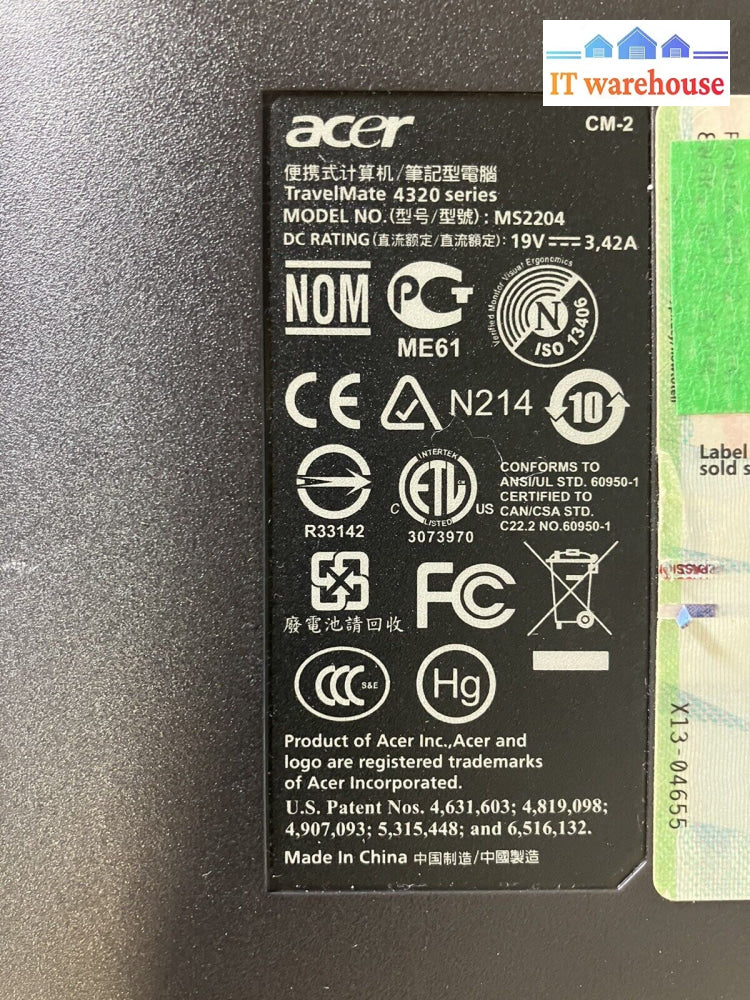 IT warehouse
acer
CM-2
便携式计算机/筆記型電腦
TravelMate 4320 series
MODEL NO.(型号/型號): MS2204
DC RATING(直流额定/直流額定): 19V⎓3,42A
NOM
PCT
ME61
Verified Monitor Visual Ergonomics
N
ISO 13406
CE
N214
10
R33142
INTERTEK
ETL CM
LISTED
C US
3073970
CONFORMS TO
ANSI/UL STD. 60950-1
CERTIFIED TO
CAN/CSA STD.
C22.2 NO.60950-1
廢電池請回收
FC
CCC S&E
Hg
Product of Acer Inc.,Acer and
logo are registered trademarks
of Acer Incorporated.
U.S. Patent Nos. 4,631,603; 4,819,098;
4,907,093; 5,315,448; and 6,516,132.
Made In China 中国制造/中國製造
Label
sold s
X13-04655